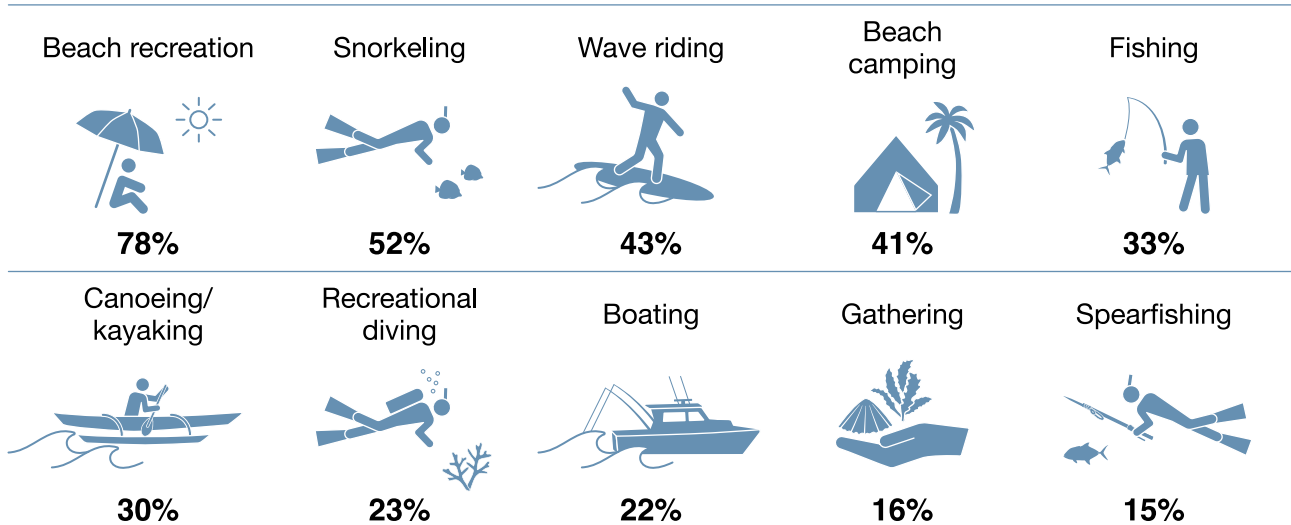 Beach recreation
Snorkeling
Wave riding
Beach
camping
Fishing
78%
52%
43%
41%
33%
Canoeing/
kayaking
Recreational
diving
Boating
Gathering
Spearfishing
30%
23%
22%
16%
15%